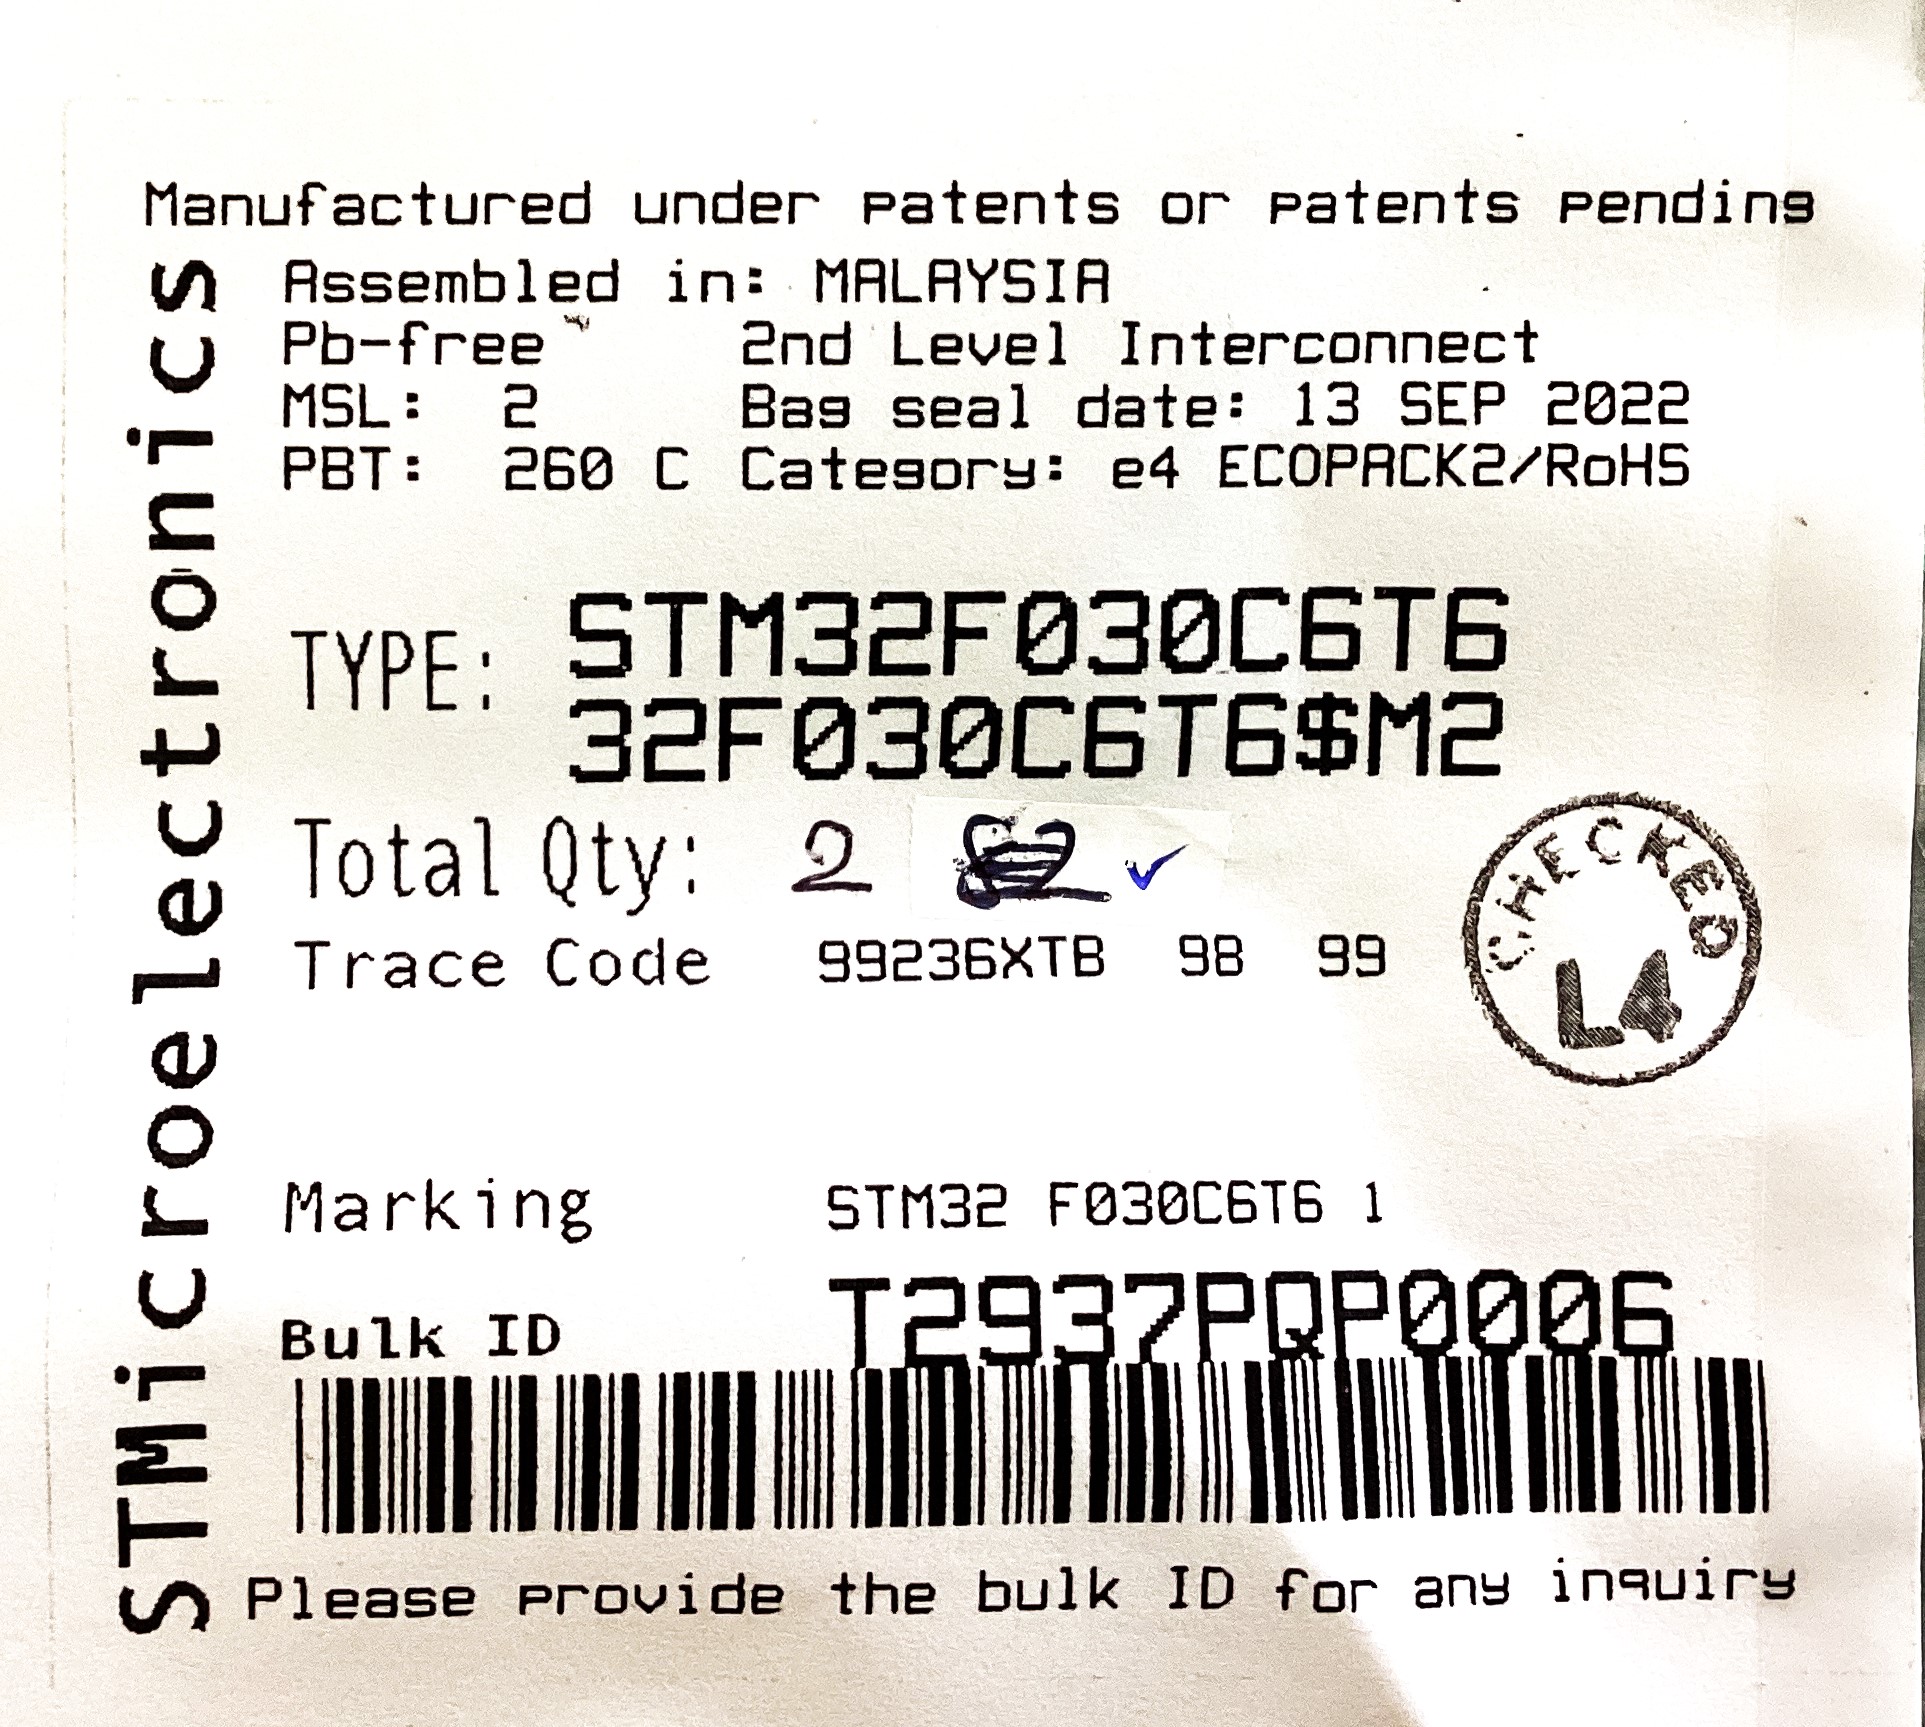 STMicroelectronics
Manufactured under patents or patents pending
Assembled in: MALAYSIA
Pb-free 2nd Level Interconnect
MSL: 2 Bag seal date: 13 SEP 2022
PBT: 260 C Category: e4 ECOPACK2/RoHS
TYPE: STM32F030C6T6
32F030C6T6$M2
Total Qty: 2
Trace Code 99236XTB 98 99
CHECKED
L4
Marking STM32 F030C6T6 1
Bulk ID T2937PQP0006
Please provide the bulk ID for any inquiry